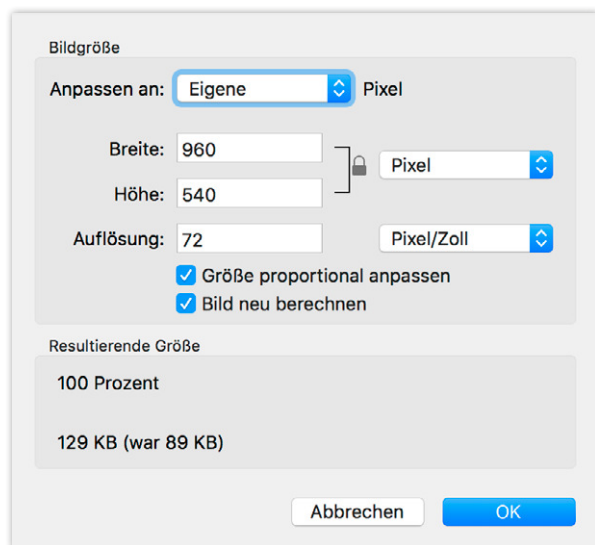 Bildgröße
Anpassen an: Eigene Pixel
Breite: 960
Pixel
Höhe: 540
Auflösung: 72 Pixel/Zoll
Größe proportional anpassen
Bild neu berechnen
Resultierende Größe
100 Prozent
129 KB (war 89 KB)
Abbrechen OK